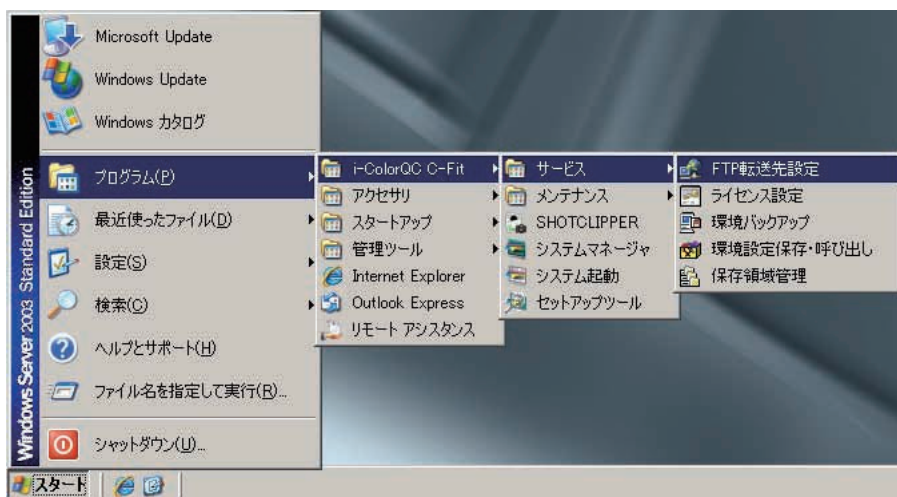 Microsoft Update
Windows Update
Windows カタログ
プログラム(P)
最近使ったファイル(D)
設定(S)
検索(C)
ヘルプとサポート(H)
ファイル名を指定して実行(R)...
シャットダウン(U)...
Windows Server 2003 Standard Edition
i-ColorQC C-Fit
アクセサリ
スタートアップ
管理ツール
Internet Explorer
Outlook Express
リモート アシスタンス
サービス
メンテナンス
SHOTCLIPPER
システムマネージャ
システム起動
セットアップツール
FTP転送先設定
ライセンス設定
環境バックアップ
環境設定保存・呼び出し
保存領域管理
スタート